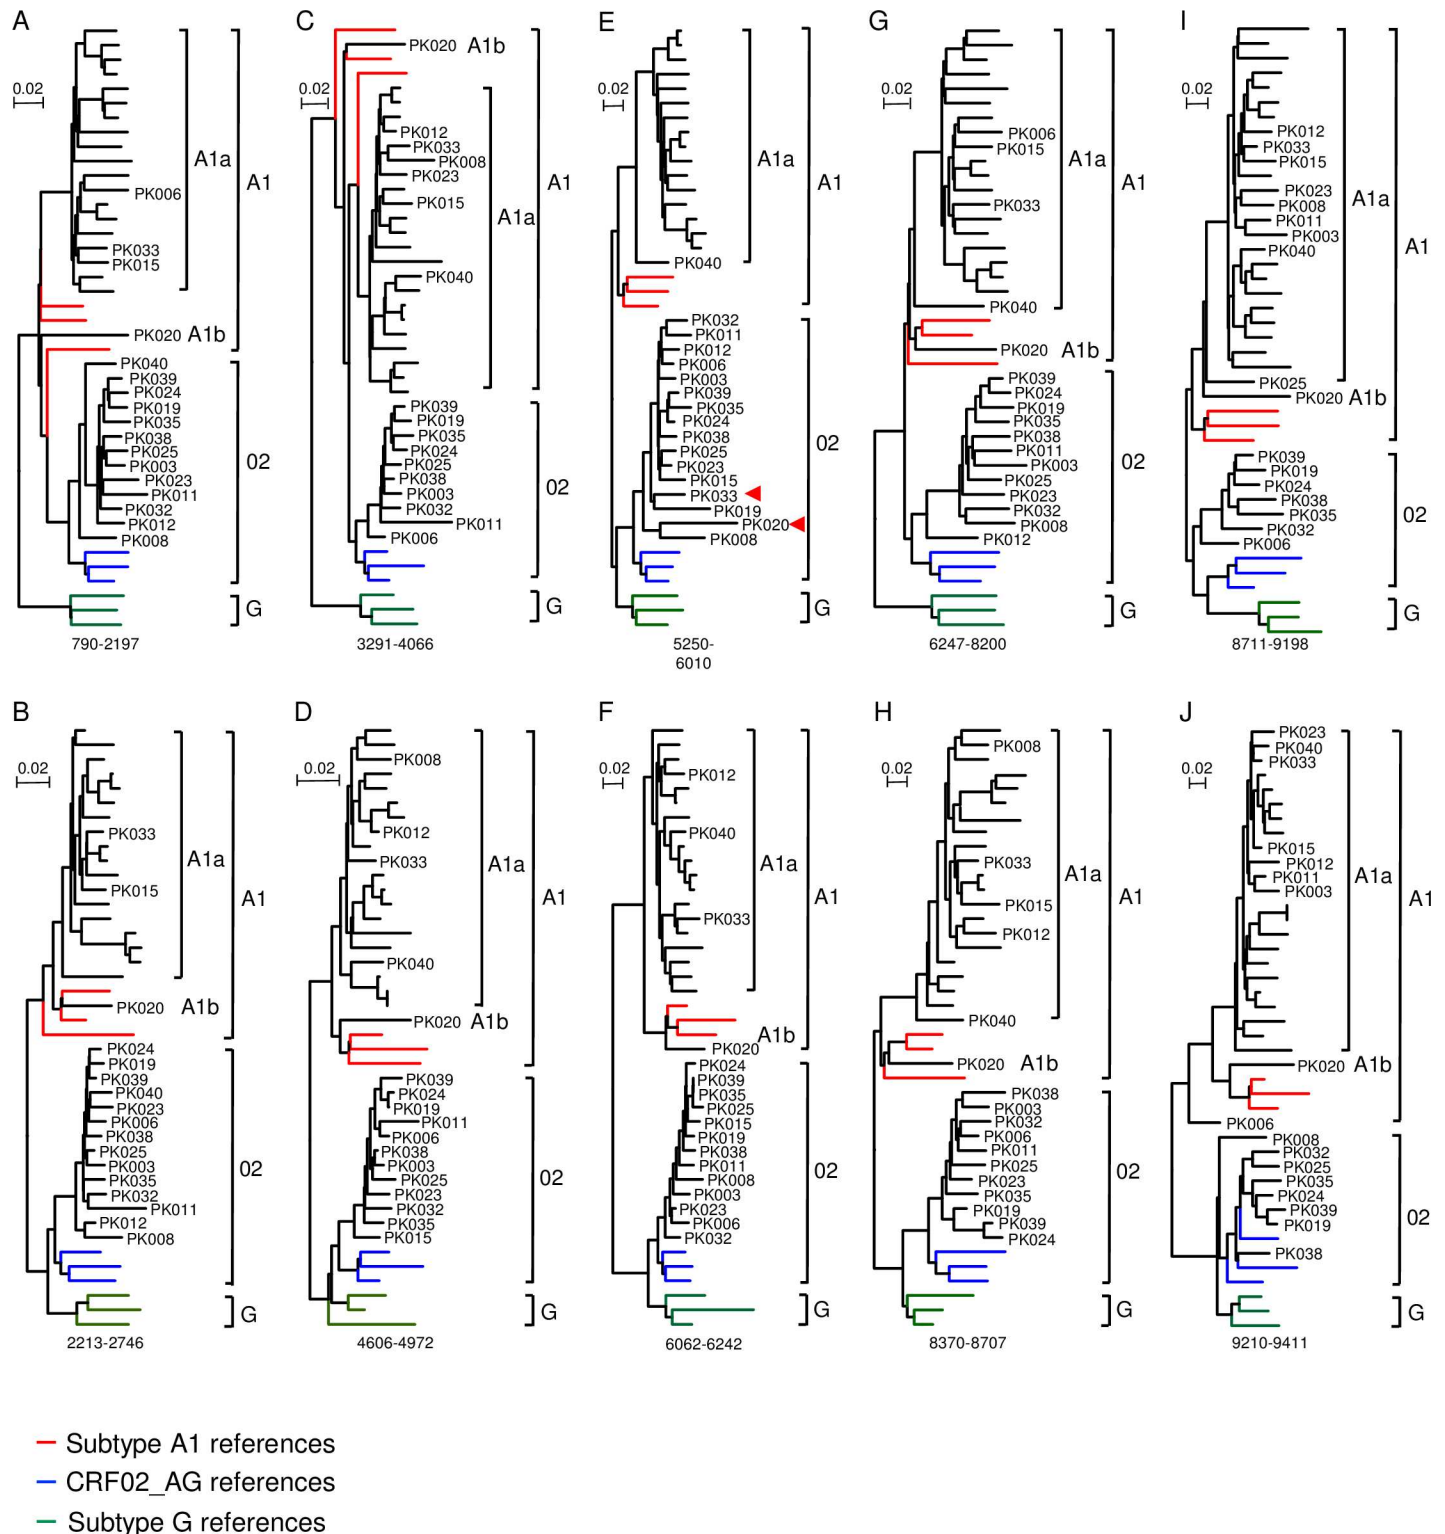 A
0.02
PK006
PK033
PK015
A1a
A1
PK020
A1b
PK040
PK039
PK024
PK019
PK035
PK038
PK025
PK003
PK023
PK011
PK032
PK012
PK008
02
G
790-2197
C
PK020 A1b
0.02
PK012
PK033
PK008
PK023
PK015
A1a
A1
PK040
PK039
PK019
PK035
PK024
PK025
PK038
PK003
PK032
PK011
PK006
02
G
3291-4066
E
0.02
A1a
A1
PK040
PK032
PK011
PK012
PK006
PK003
PK039
PK035
PK024
PK038
PK025
PK023
PK015
PK033
PK019
PK020
PK008
02
G
5250-
6010
G
0.02
PK006
PK015
PK033
A1a
A1
PK040
PK020 A1b
PK039
PK024
PK019
PK035
PK038
PK011
PK003
PK025
PK023
PK032
PK008
PK012
02
G
6247-8200
I
0.02
PK012
PK033
PK015
PK023
PK008
PK011
PK003
PK040
A1a
A1
PK025
PK020 A1b
PK039
PK019
PK024
PK038
PK035
PK032
PK006
02
G
8711-9198
B
0.02
PK033
PK015
A1a
A1
PK020 A1b
PK024
PK019
PK039
PK040
PK023
PK006
PK038
PK025
PK003
PK035
PK032
PK011
PK012
PK008
02
G
2213-2746
D
0.02
PK008
PK012
PK033
PK040
A1a
A1
PK020 A1b
PK039
PK024
PK019
PK011
PK006
PK038
PK003
PK025
PK023
PK032
PK035
PK015
02
G
4606-4972
F
0.02
PK012
PK040
PK033
A1a
A1
A1b
PK020
PK024
PK039
PK035
PK025
PK015
PK019
PK038
PK011
PK008
PK003
PK023
PK006
PK032
02
G
6062-6242
H
0.02
PK008
PK033
PK015
PK012
A1a
A1
PK040
PK020 A1b
PK038
PK003
PK032
PK006
PK011
PK025
PK023
PK035
PK019
PK039
PK024
02
G
8370-8707
J
0.02
PK023
PK040
PK033
PK015
PK012
PK011
PK003
A1a
A1
PK020 A1b
PK006
PK008
PK032
PK025
PK035
PK024
PK039
PK019
PK038
02
G
9210-9411
Subtype A1 references
CRF02_AG references
Subtype G references